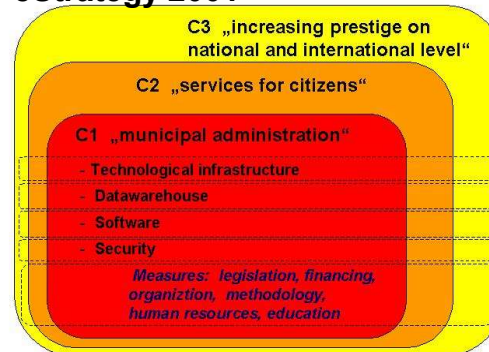 C3 „increasing prestige on
national and international level“
C2 „services for citizens“
C1 „municipal administration“
- Technological infrastructure
- Datawarehouse
- Software
- Security
Measures: legislation, financing,
organiztion, methodology,
human resources, education